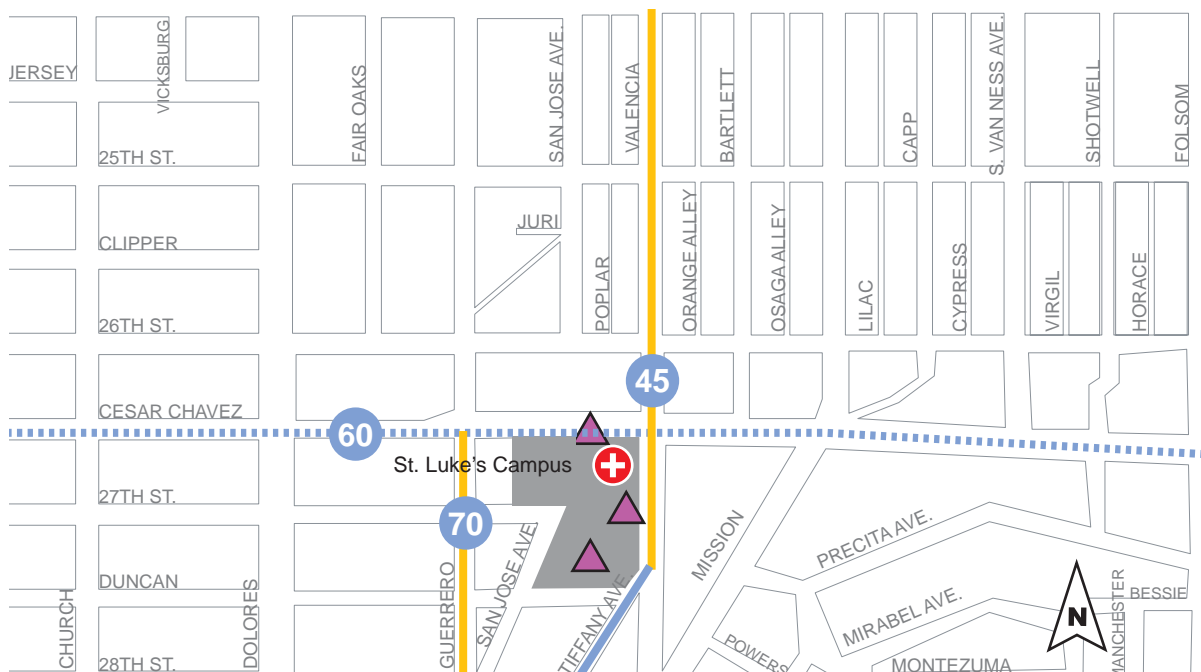 JERSEY
VICKSBURG
FAIR OAKS
SAN JOSE AVE.
VALENCIA
BARTLETT
CAPP
S. VAN NESS AVE.
SHOTWELL
FOLSOM
25TH ST.
CLIPPER
JURI
POPLAR
ORANGE ALLEY
OSAGA ALLEY
LILAC
CYPRESS
VIRGIL
HORACE
26TH ST.
45
CESAR CHAVEZ
60
St. Luke's Campus
27TH ST.
70
MISSION
PRECITA AVE.
DUNCAN
CHURCH
DOLORES
GUERRERO
SAN JOSE AVE.
TIFFANY AVE.
MIRABEL AVE.
N
MANCHESTER
BESSIE
POWERS
28TH ST.
MONTEZUMA